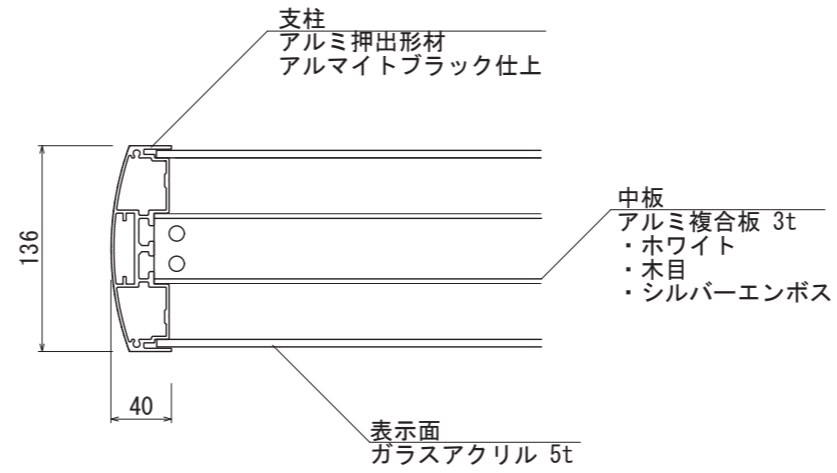 支柱
アルミ押出形材
アルマイトブラック仕上
136
40
中板
アルミ複合板 3t
・ホワイト
・木目
・シルバーエンボス
表示面
ガラスアクリル 5t